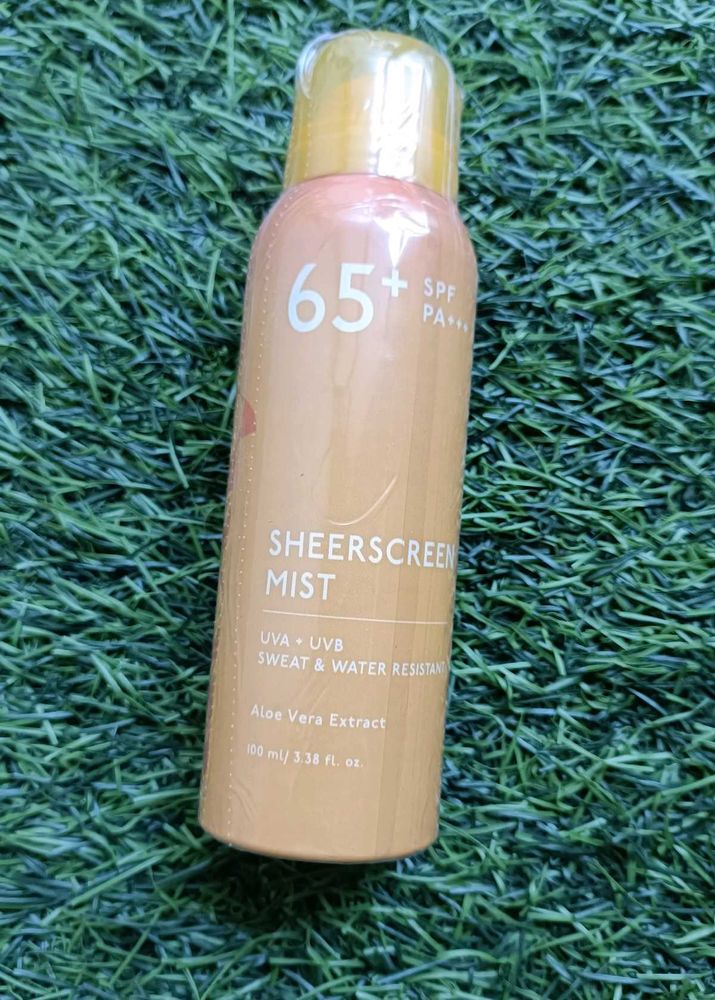 65+ SPF
PA+++
SHEERSCREEN
MIST
UVA + UVB
SWEAT & WATER RESISTANT
Aloe Vera Extract
100 ml/ 3.38 fl. oz.